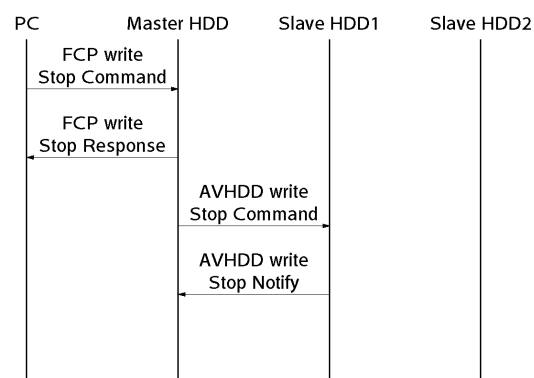 PC Master HDD Slave HDD1 Slave HDD2
FCP write
Stop Command
FCP write
Stop Response
AVHDD write
Stop Command
AVHDD write
Stop Notify